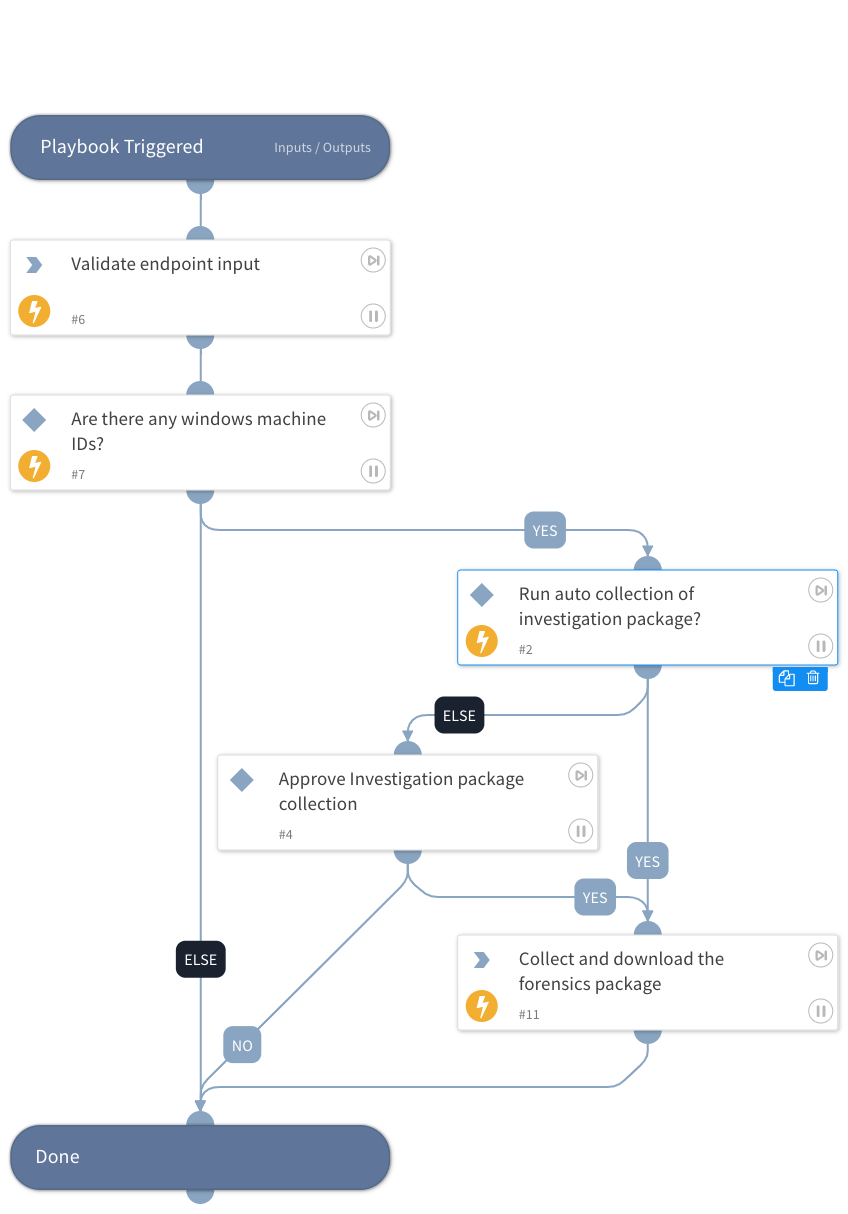 Playbook Triggered
Inputs / Outputs
Validate endpoint input
#6
Are there any windows machine
IDs?
#7
YES
Run auto collection of
investigation package?
#2
ELSE
Approve Investigation package
collection
#4
YES
YES
Collect and download the
forensics package
#11
ELSE
NO
Done